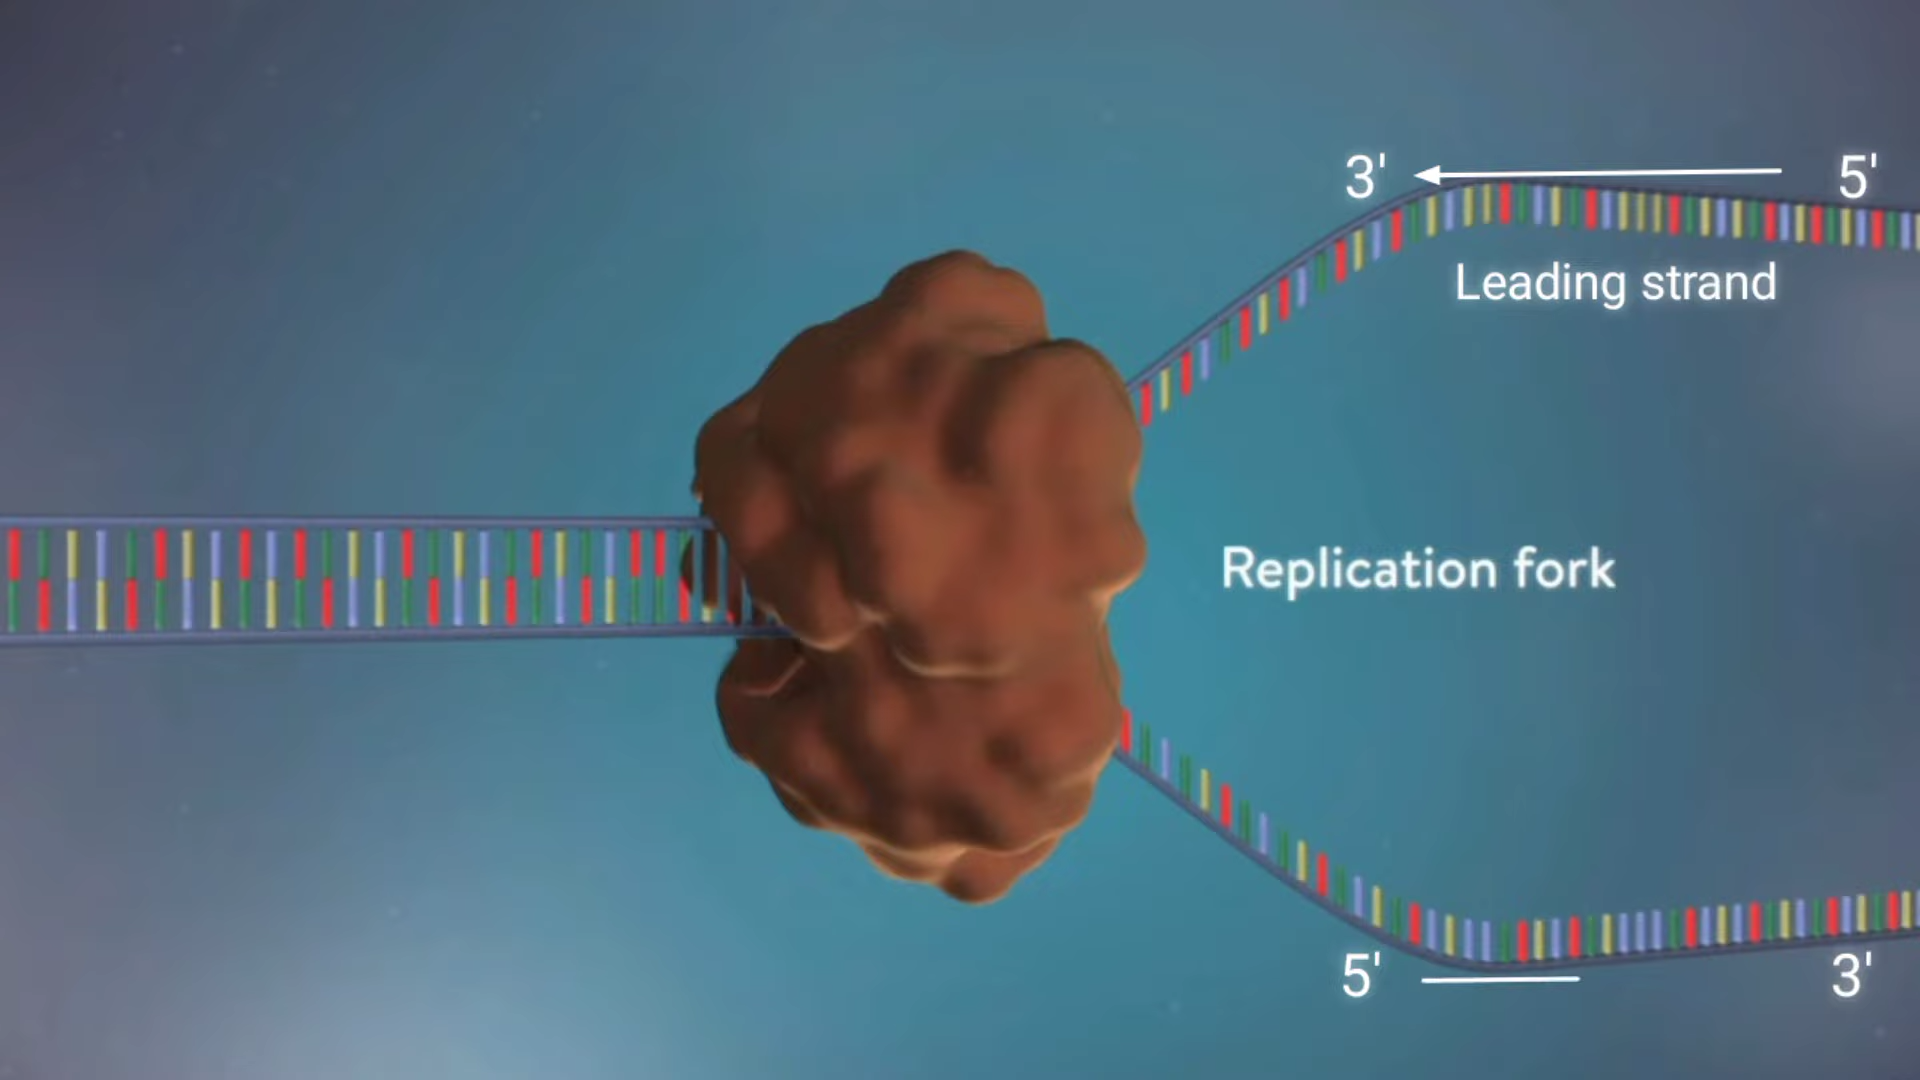 3' 5'
Leading strand
Replication fork
5' 3'